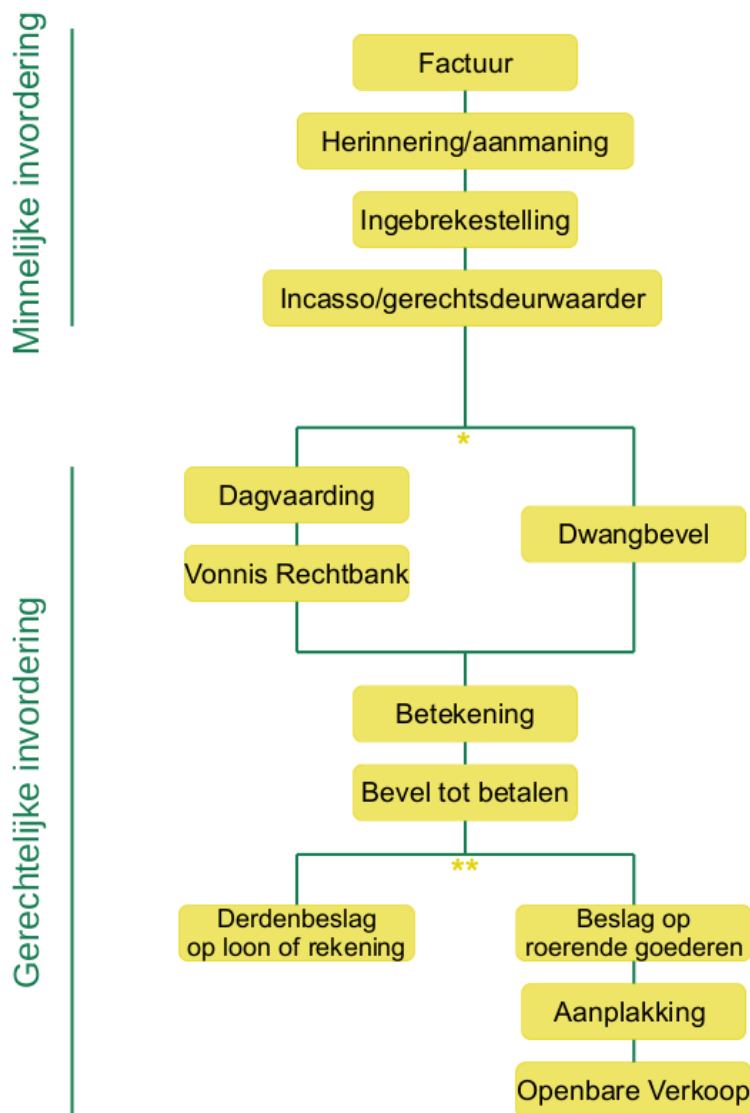 Minnelijke invordering
Factuur
Herinnering/aanmaning
Ingebrekestelling
Incasso/gerechtsdeurwaarder
*
Gerechtelijke invordering
Dagvaarding
Vonnis Rechtbank
Dwangbevel
Betekening
Bevel tot betalen
**
Derdenbeslag
op loon of rekening
Beslag op
roerende goederen
Aanplakking
Openbare Verkoop